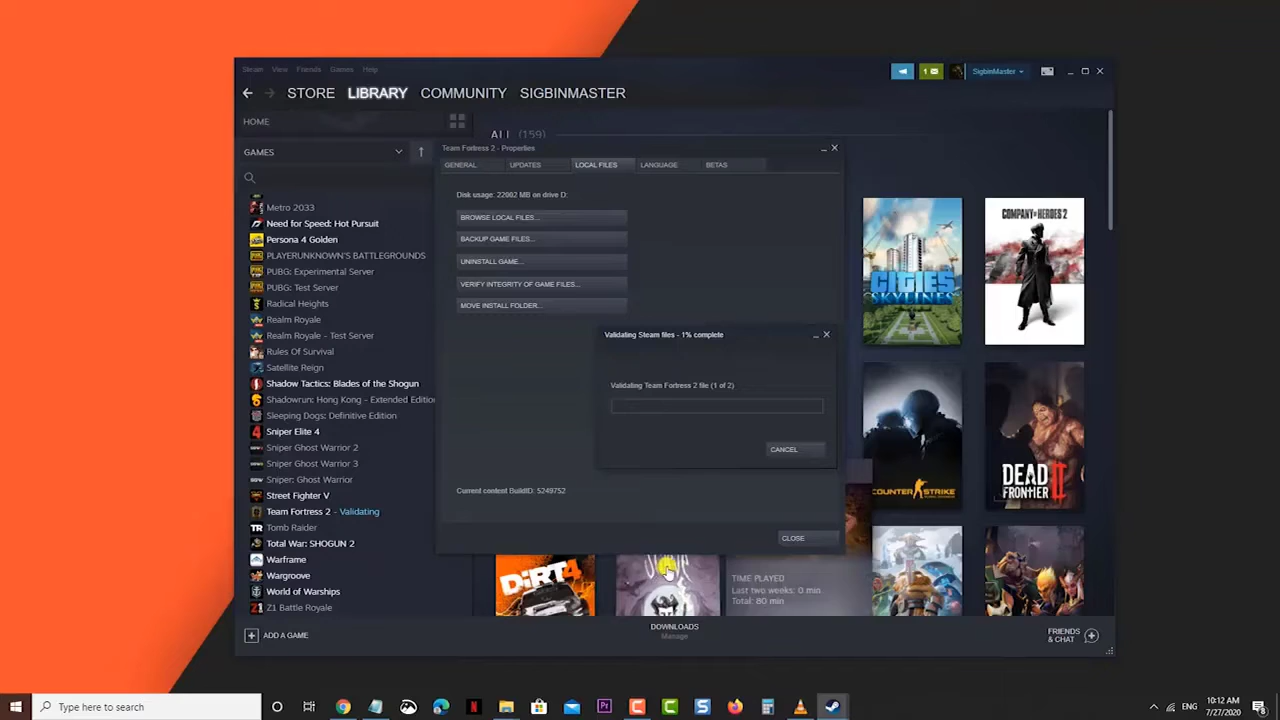 Steam View Friends Games Help
1
SigbinMaster
STORE LIBRARY COMMUNITY SIGBINMASTER
HOME
ALL (159)
GAMES
Team Fortress 2 - Properties
GENERAL UPDATES LOCAL FILES LANGUAGE BETAS
Disk usage: 22002 MB on drive D:
BROWSE LOCAL FILES...
BACKUP GAME FILES...
UNINSTALL GAME...
VERIFY INTEGRITY OF GAME FILES...
MOVE INSTALL FOLDER...
Validating Steam files - 1% complete
Validating Team Fortress 2 file (1 of 2)
CANCEL
Current content BuildID: 5249752
CLOSE
Metro 2033
Need for Speed: Hot Pursuit
Persona 4 Golden
PLAYERUNKNOWN'S BATTLEGROUNDS
PUBG: Experimental Server
PUBG: Test Server
Radical Heights
Realm Royale
Realm Royale - Test Server
Rules Of Survival
Satellite Reign
Shadow Tactics: Blades of the Shogun
Shadowrun: Hong Kong - Extended Editio
Sleeping Dogs: Definitive Edition
Sniper Elite 4
Sniper Ghost Warrior 2
Sniper Ghost Warrior 3
Sniper: Ghost Warrior
Street Fighter V
Team Fortress 2 - Validating
Tomb Raider
Total War: SHOGUN 2
Warframe
Wargroove
World of Warships
Z1 Battle Royale
CITIES
SKYLINES
COMPANY of HEROES 2
COUNTER STRIKE
DEAD
FRONTIER II
DiRT 4
TIME PLAYED
Last two weeks: 0 min
Total: 80 min
ADD A GAME
DOWNLOADS
Manage
FRIENDS
& CHAT
Type here to search
ENG
10:12 AM
7/27/2020